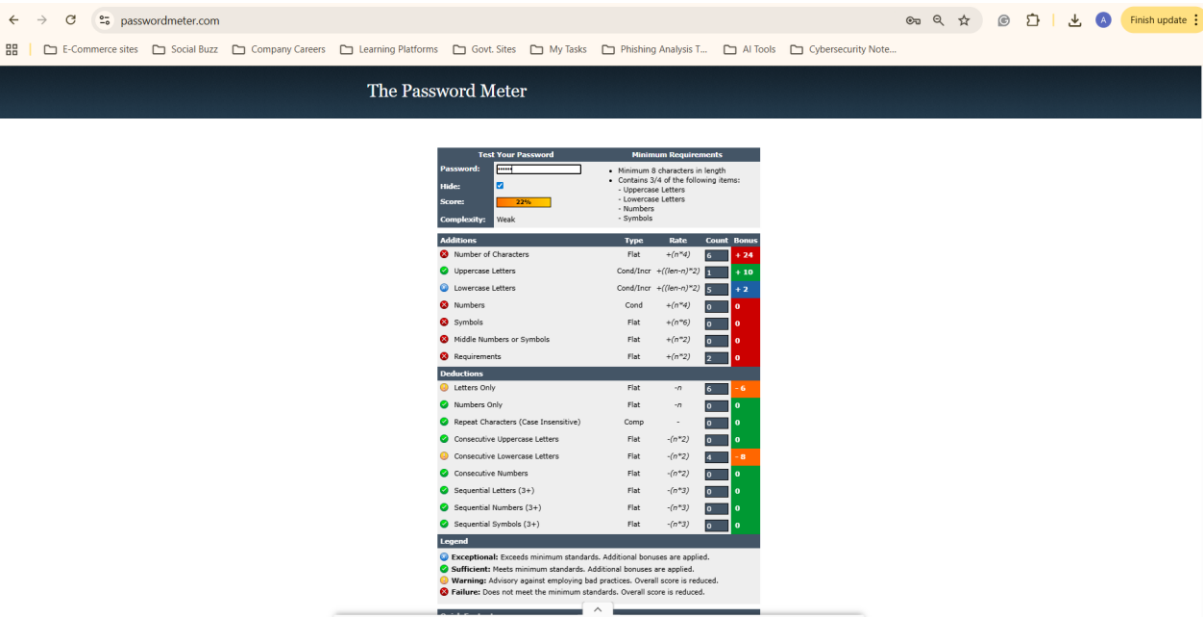 passwordmeter.com
Finish update
E-Commerce sites Social Buzz Company Careers Learning Platforms Govt. Sites My Tasks Phishing Analysis T... AI Tools Cybersecurity Note...
A
The Password Meter
Test Your Password Minimum Requirements
Password:
Hide:
Score: 22%
Complexity: Weak
• Minimum 8 characters in length
• Contains 3/4 of the following items:
- Uppercase Letters
- Lowercase Letters
- Numbers
- Symbols
Additions Type Rate Count Bonus
Number of Characters Flat +(n*4) 6 + 24
Uppercase Letters Cond/Incr +((len-n)*2) 1 + 10
Lowercase Letters Cond/Incr +((len-n)*2) 5 + 2
Numbers Cond +(n*4) 0 0
Symbols Flat +(n*6) 0 0
Middle Numbers or Symbols Flat +(n*2) 0 0
Requirements Flat +(n*2) 2 0
Deductions
Letters Only Flat -n 6 - 6
Numbers Only Flat -n 0 0
Repeat Characters (Case Insensitive) Comp - 0 0
Consecutive Uppercase Letters Flat -(n*2) 0 0
Consecutive Lowercase Letters Flat -(n*2) 4 - 8
Consecutive Numbers Flat -(n*2) 0 0
Sequential Letters (3+) Flat -(n*3) 0 0
Sequential Numbers (3+) Flat -(n*3) 0 0
Sequential Symbols (3+) Flat -(n*3) 0 0
Legend
Exceptional: Exceeds minimum standards. Additional bonuses are applied.
Sufficient: Meets minimum standards. Additional bonuses are applied.
Warning: Advisory against employing bad practices. Overall score is reduced.
Failure: Does not meet the minimum standards. Overall score is reduced.